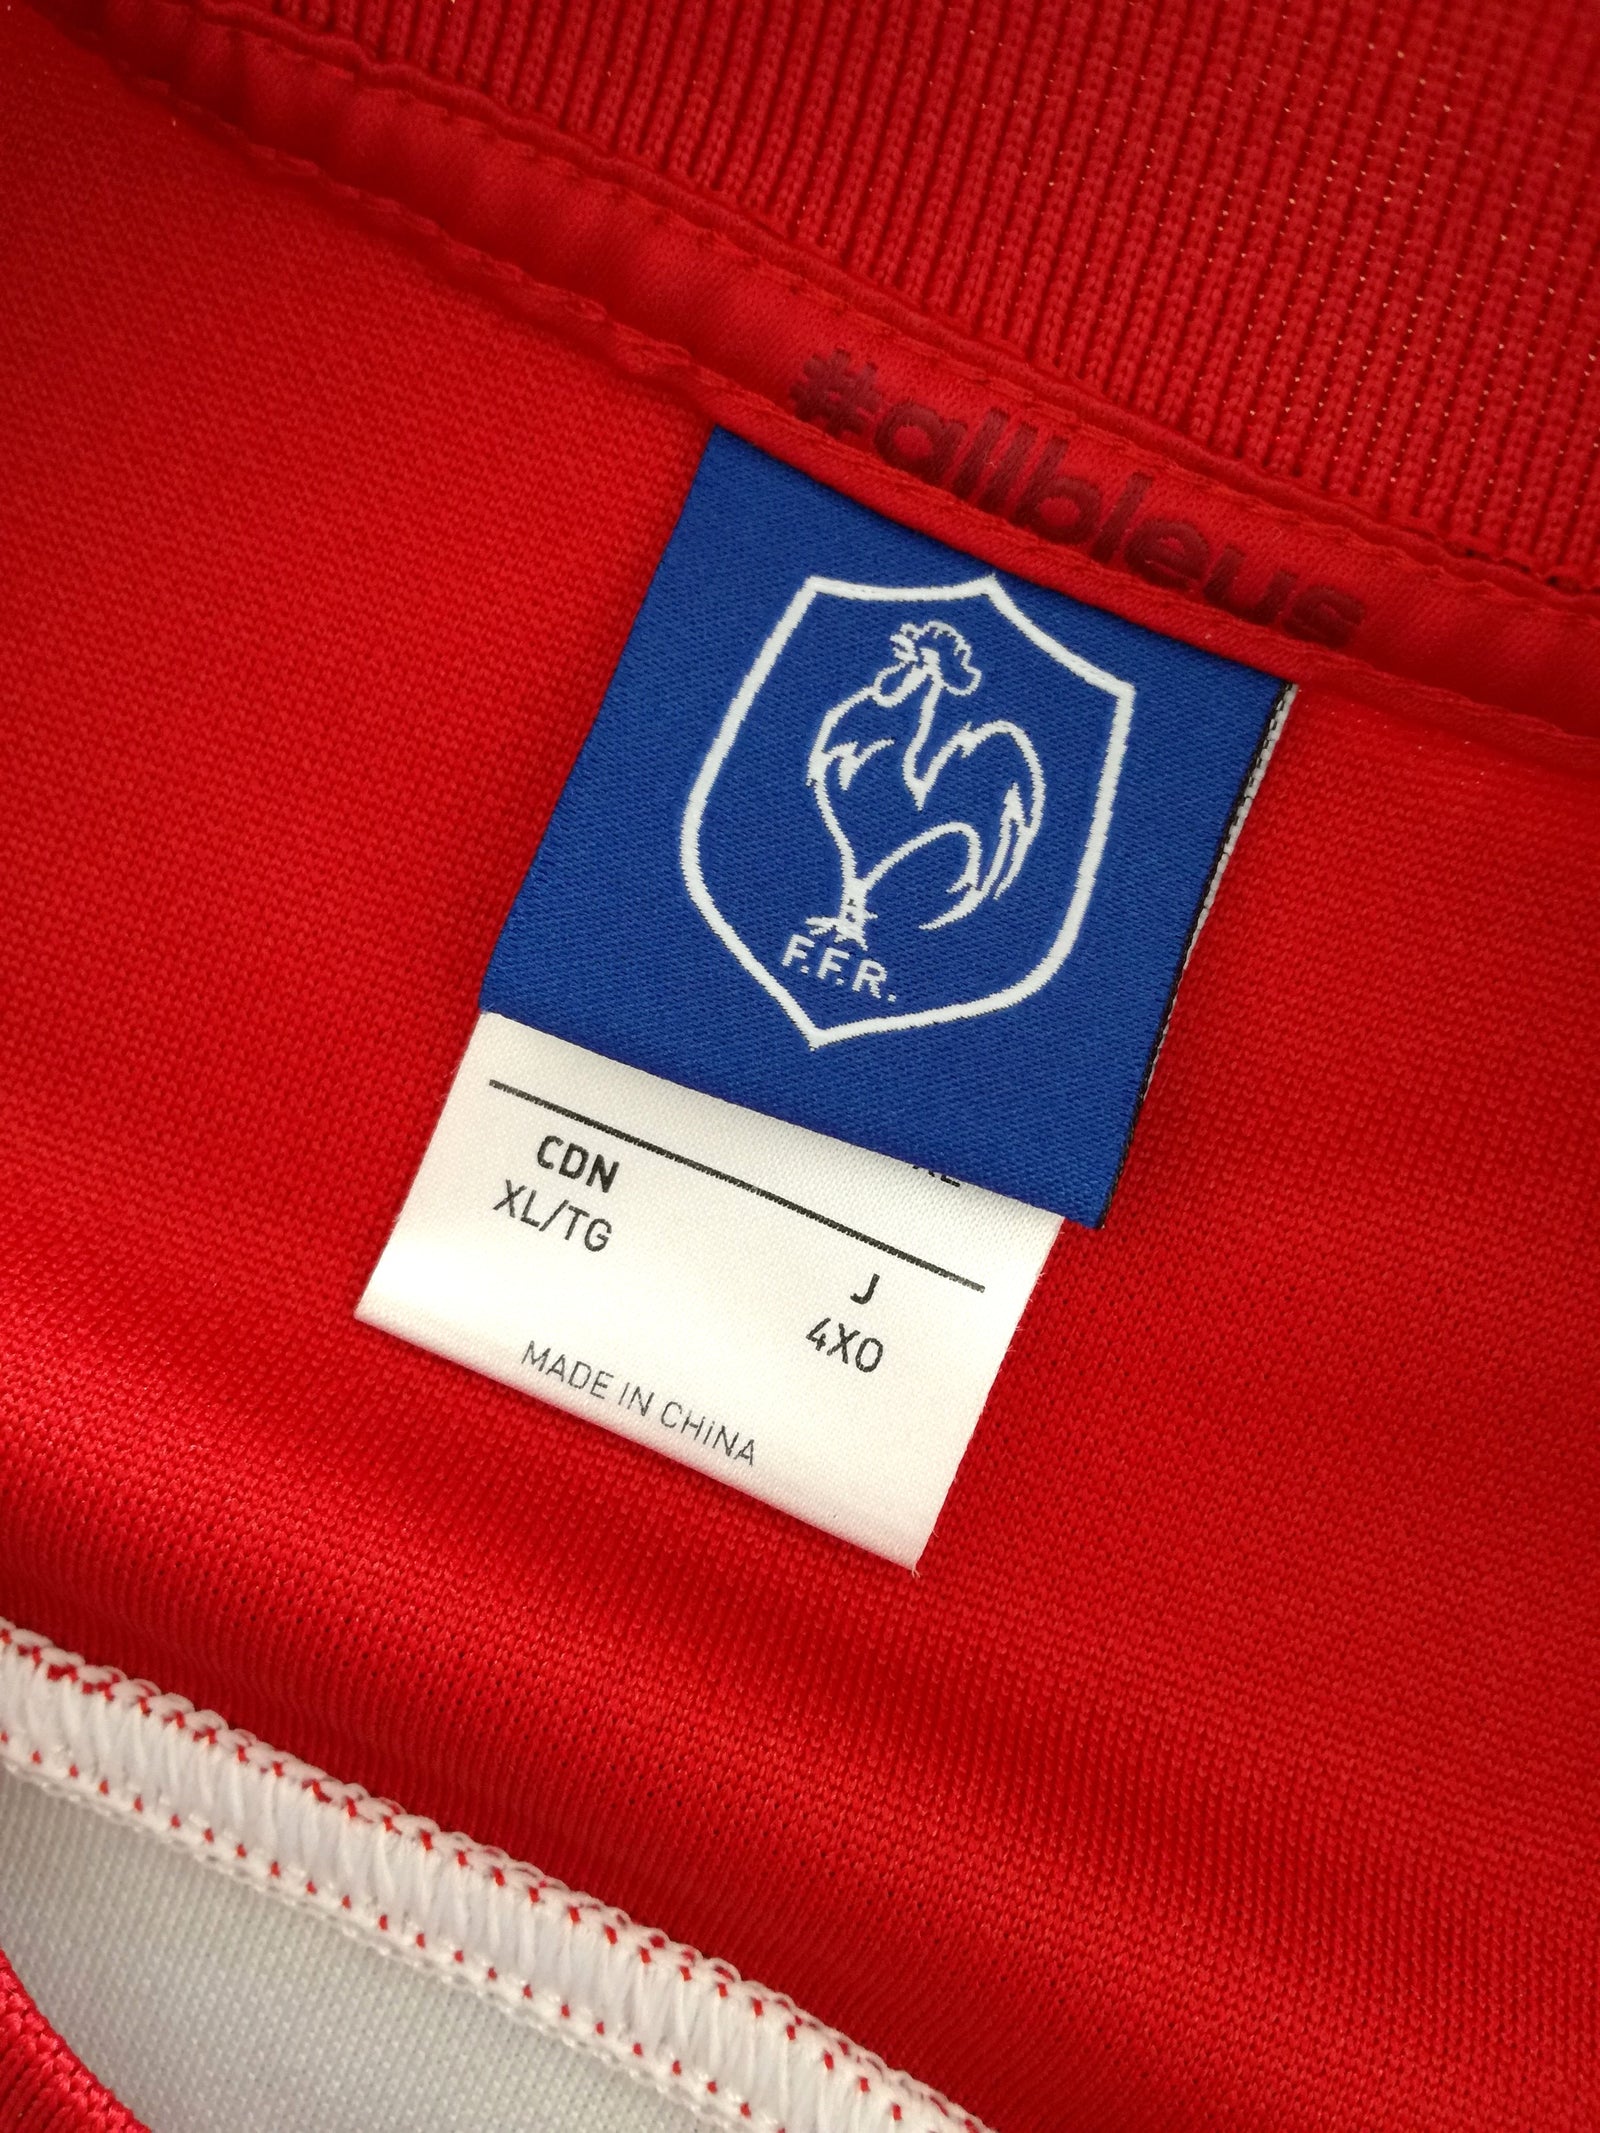 #allbleus
F.F.R.
CDN
XL/TG
J
4XO
MADE IN CHiNA